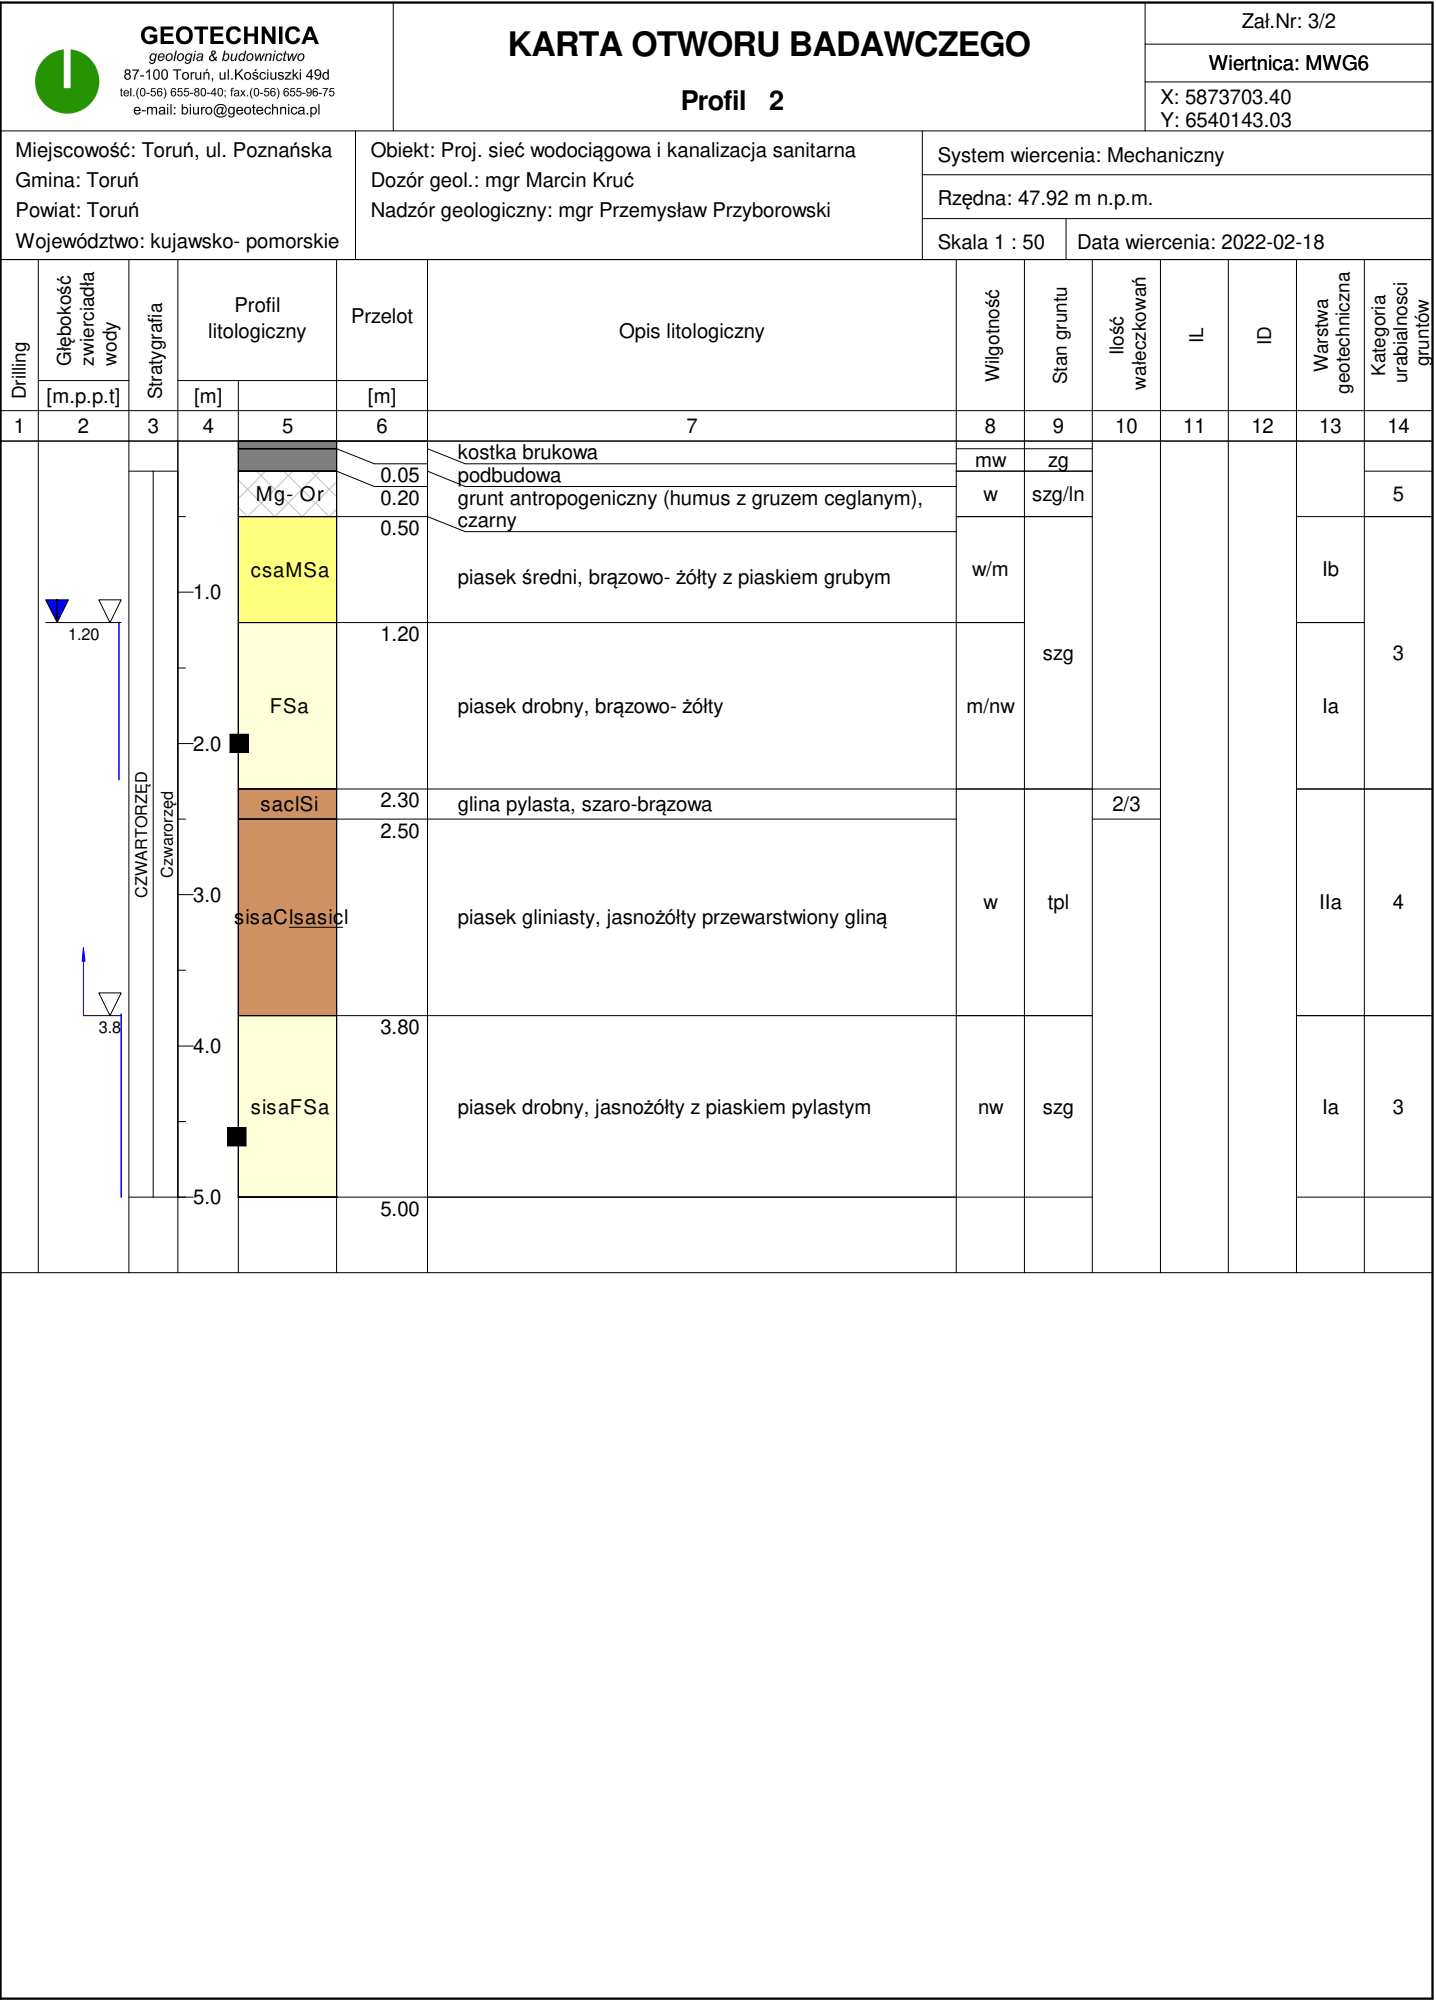 GEOTECHNICA
geologia & budownictwo
87-100 Toruń, ul.Kościuszki 49d
tel.(0-56) 655-80-40; fax.(0-56) 655-96-75
e-mail: biuro@geotechnica.pl
KARTA OTWORU BADAWCZEGO
Profil 2
Zał.Nr: 3/2
Wiertnica: MWG6
X: 5873703.40
Y: 6540143.03
Miejscowość: Toruń, ul. Poznańska
Gmina: Toruń
Powiat: Toruń
Województwo: kujawsko- pomorskie
Obiekt: Proj. sieć wodociągowa i kanalizacja sanitarna
Dozór geol.: mgr Marcin Kruć
Nadzór geologiczny: mgr Przemysław Przyborowski
System wiercenia: Mechaniczny
Rzędna: 47.92 m n.p.m.
Skala 1 : 50
Data wiercenia: 2022-02-18
Drilling
Głębokość
zwierciadła
wody
[m.p.p.t]
Stratygrafia
Profil
litologiczny
[m]
Przelot
[m]
Opis litologiczny
Wilgotność
Stan gruntu
Ilość
wałeczkowań
IL
ID
Warstwa
geotechniczna
Kategoria
urabialnosci
gruntów
1 2 3 4 5 6 7 8 9 10 11 12 13 14
kostka brukowa
0.05 podbudowa mw zg
Mg- Or 0.20 grunt antropogeniczny (humus z gruzem ceglanym), w szg/ln 5
czarny
0.50
csaMSa piasek średni, brązowo- żółty z piaskiem grubym w/m Ib
1.0
1.20 1.20
szg 3
FSa piasek drobny, brązowo- żółty m/nw Ia
2.0
CZWARTORZĘD
Czwarorzęd
saclSi 2.30 glina pylasta, szaro-brązowa 2/3
2.50
3.0
sisaClsasicl piasek gliniasty, jasnożółty przewarstwiony gliną w tpl IIa 4
3.8 3.80
4.0
sisaFSa piasek drobny, jasnożółty z piaskiem pylastym nw szg Ia 3
5.0
5.00